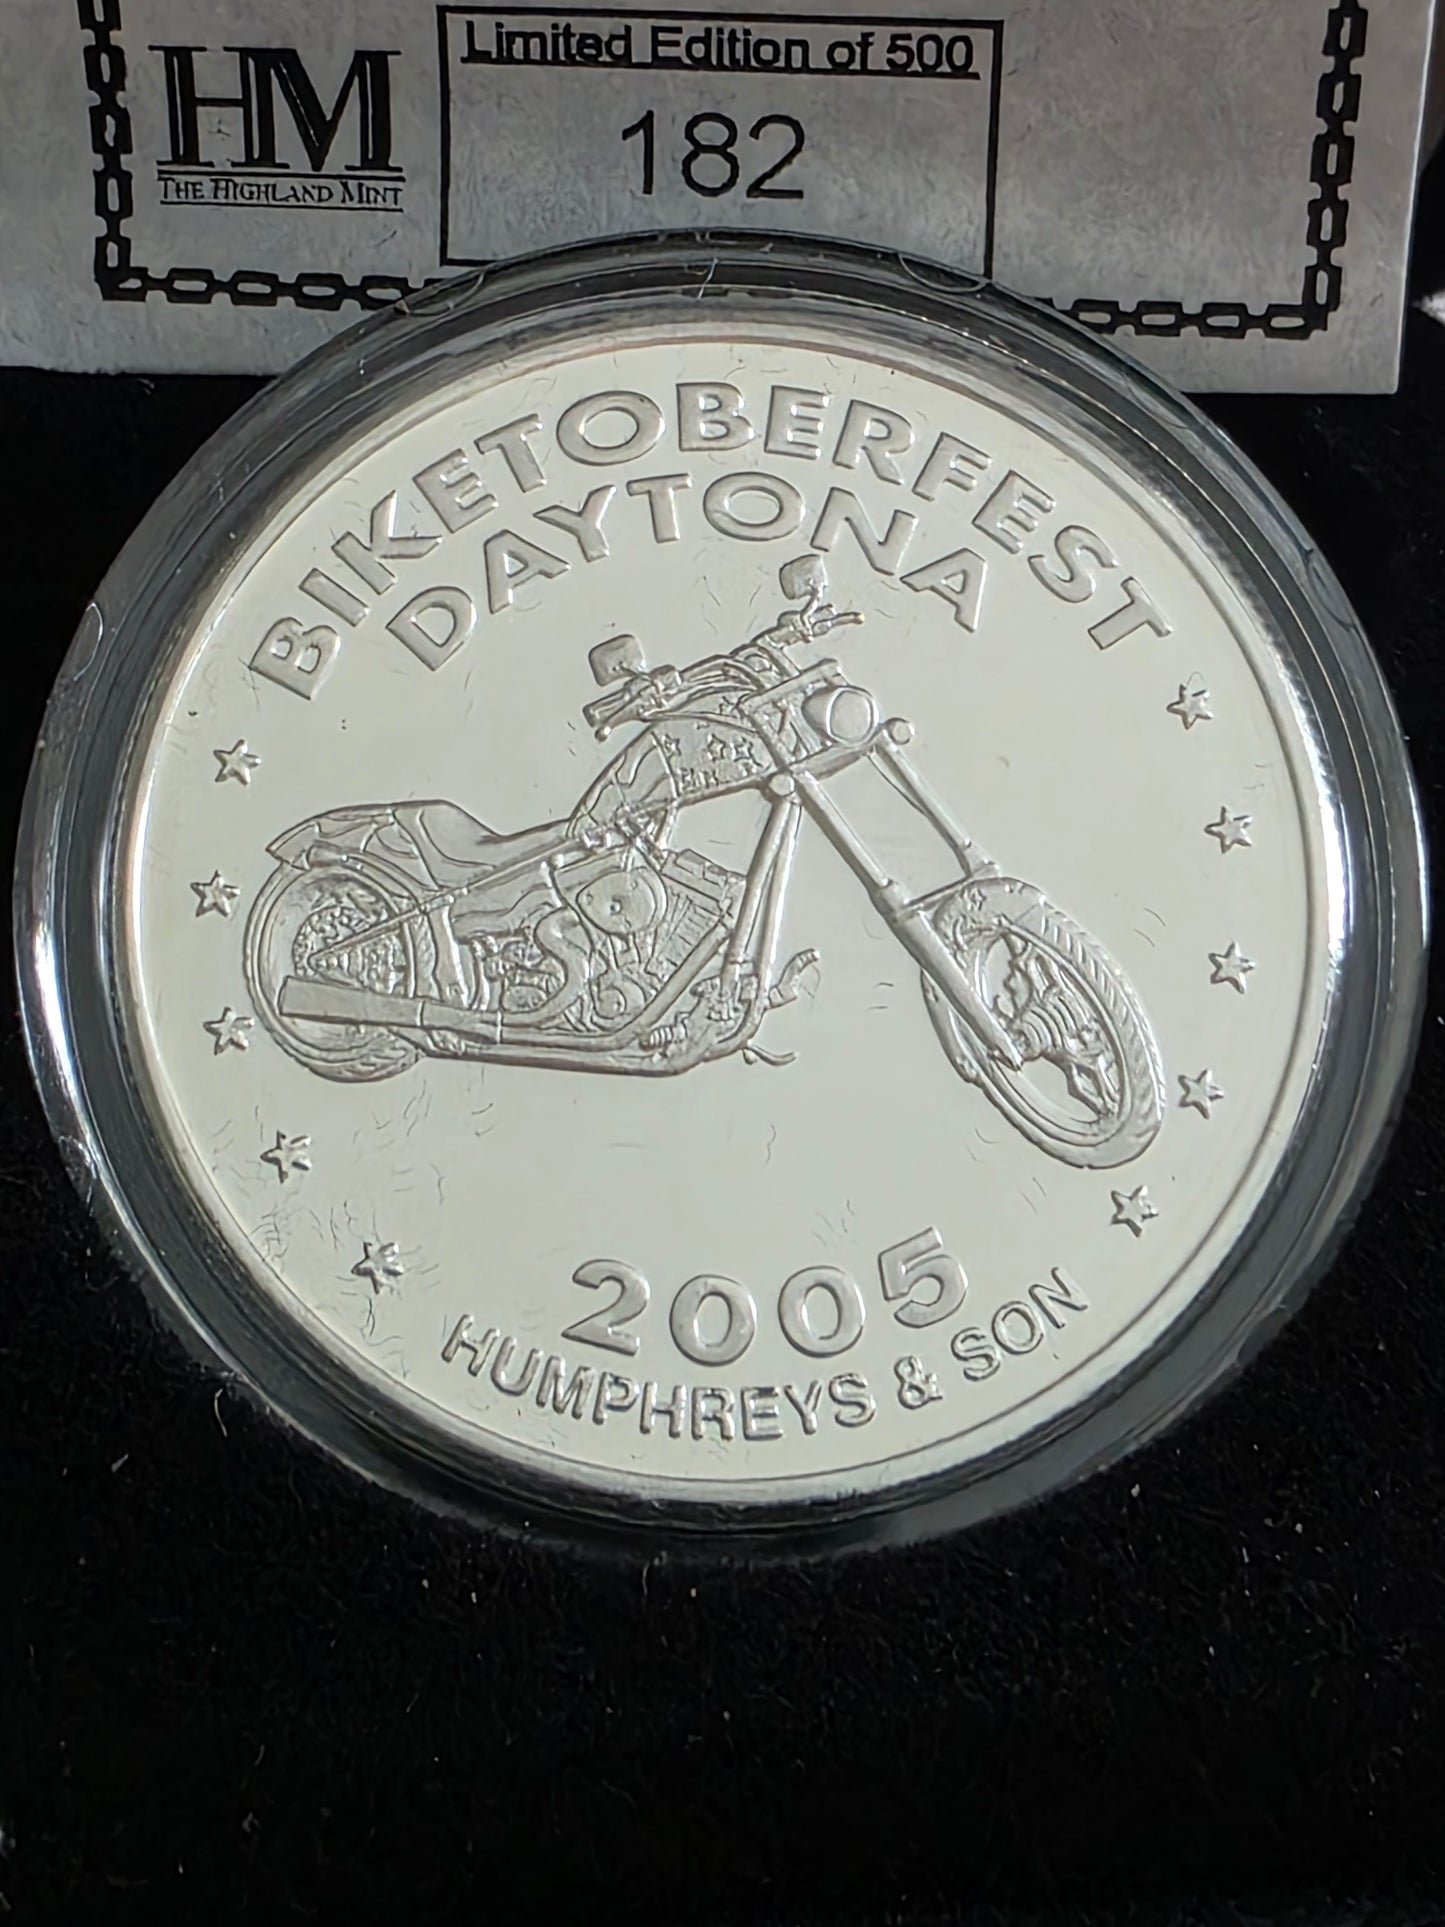 HM
THE HIGHLAND MINT
Limited Edition of 500
182
BIKETOBERFEST
DAYTONA
2005
HUMPHREYS & SON